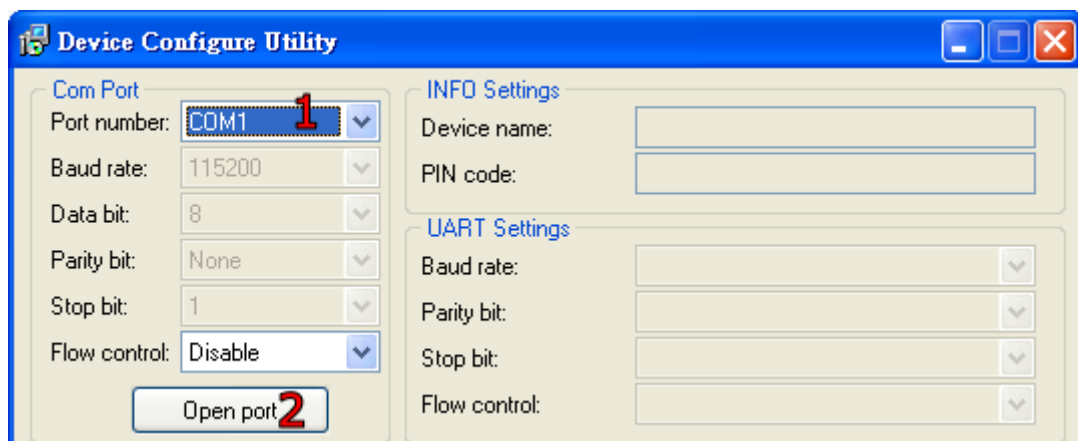 Device Configure Utility
Com Port
Port number: COM1 1
Baud rate: 115200
Data bit: 8
Parity bit: None
Stop bit: 1
Flow control: Disable
Open port 2
INFO Settings
Device name:
PIN code:
UART Settings
Baud rate:
Parity bit:
Stop bit:
Flow control: